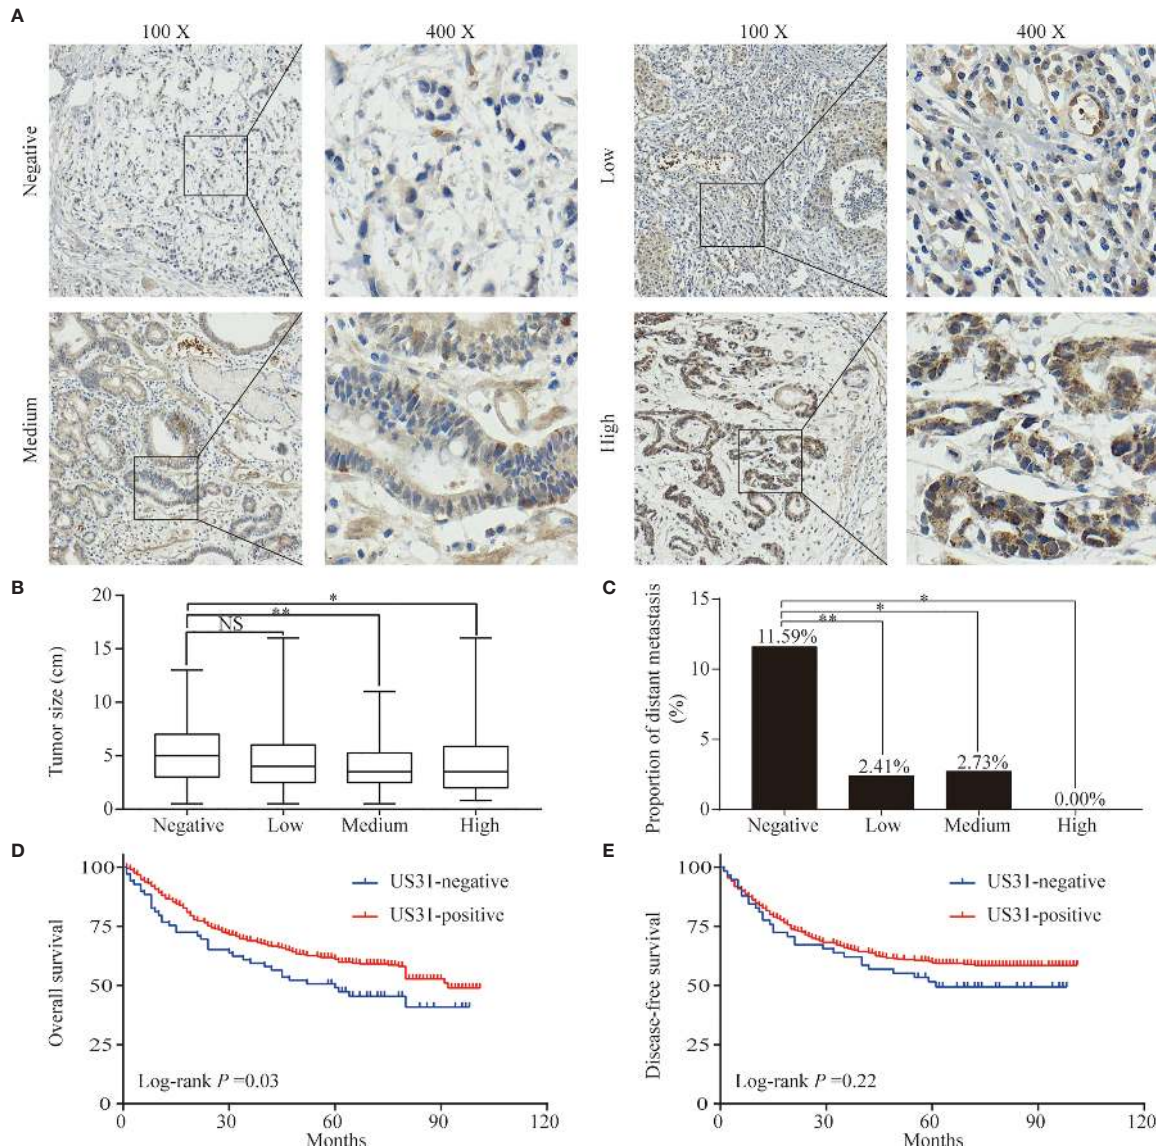 A
100 X
400 X
100 X
400 X
Negative
Low
Medium
High
B
Tumor size (cm)
20
15
10
5
0
NS
**
*
Negative
Low
Medium
High
C
Proportion of distant metastasis
(%)
15
10
5
0
11.59%
**
*
*
2.41%
2.73%
0.00%
Negative
Low
Medium
High
D
Overall survival
100
75
50
25
0
US31-negative
US31-positive
Log-rank P =0.03
0
30
60
90
120
Months
E
Disease-free survival
100
75
50
25
0
US31-negative
US31-positive
Log-rank P =0.22
0
30
60
90
120
Months